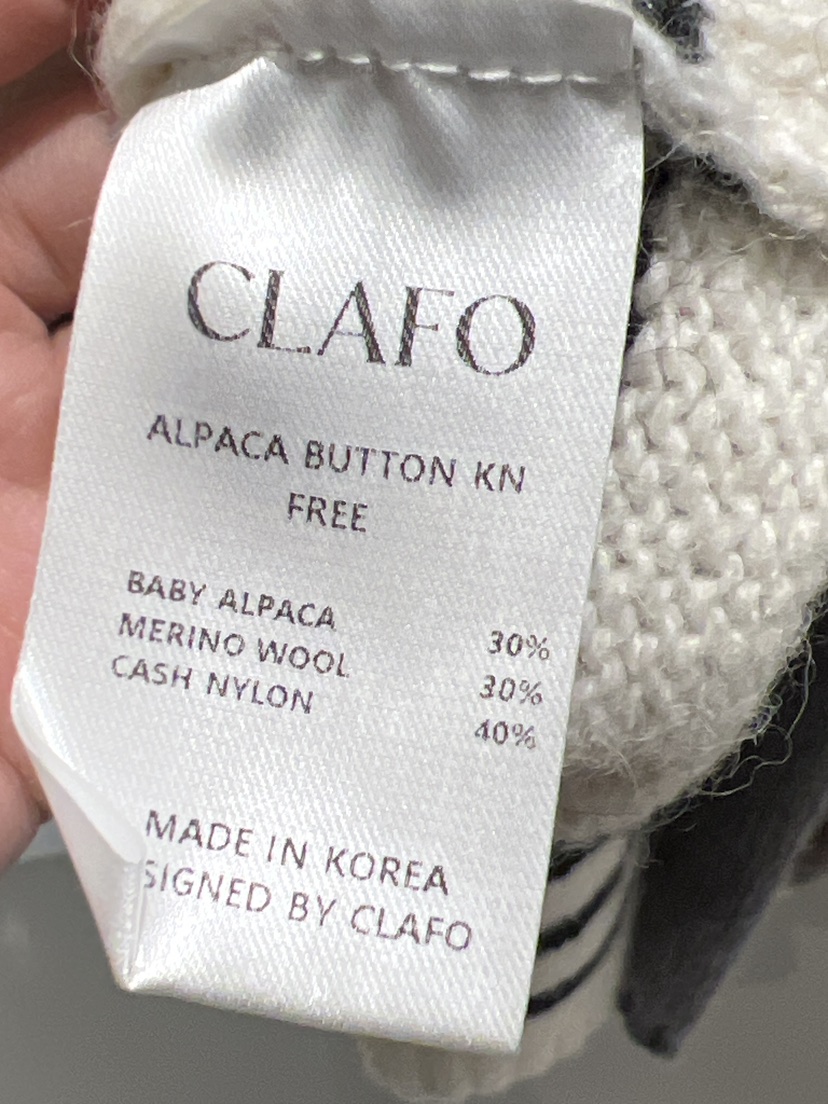 CLAFO
ALPACA BUTTON KN
FREE
BABY ALPACA 30%
MERINO WOOL 30%
CASH NYLON 40%
MADE IN KOREA
SIGNED BY CLAFO